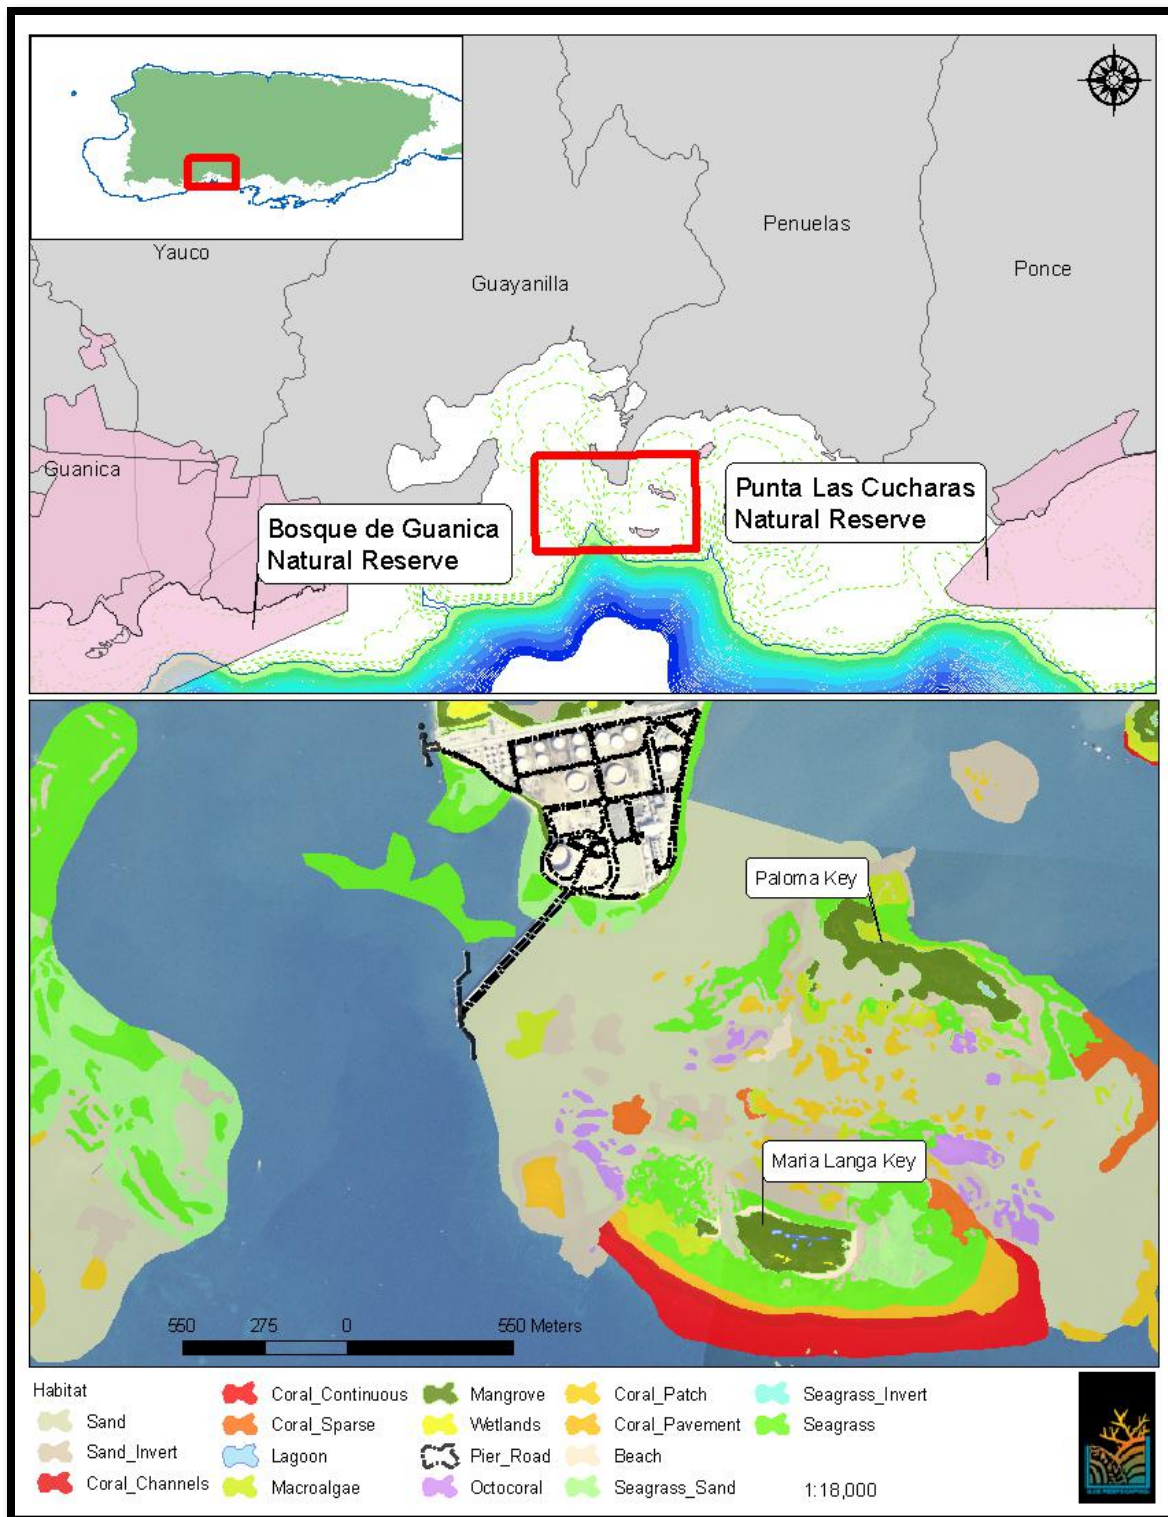 Yauco
Guayanilla
Penuelas
Ponce
Guanica
Bosque de Guanica
Natural Reserve
Punta Las Cucharas
Natural Reserve
Paloma Key
Maria Langa Key
550 275 0 550 Meters
Habitat
Sand
Sand_Invert
Coral_Channels
Coral_Continuous
Coral_Sparse
Lagoon
Macroalgae
Mangrove
Wetlands
Pier_Road
Octocoral
Coral_Patch
Coral_Pavement
Beach
Seagrass_Sand
Seagrass_Invert
Seagrass
1:18,000